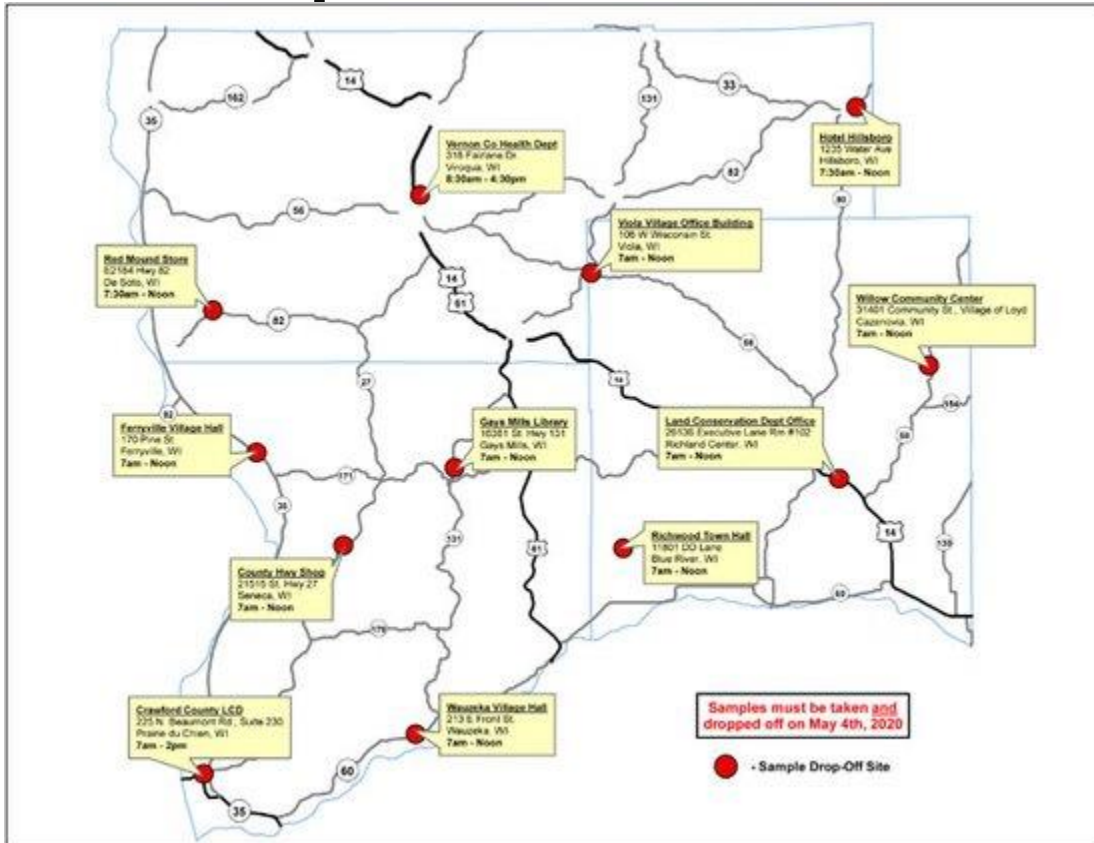 14
162
35
131
33
Hotel Hillsboro
1235 Water Ave
Hillsboro, WI
7:30am - Noon
Vernon Co Health Dept
318 Fairlane Dr.
Viroqua, WI
8:30am - 4:30pm
82
80
56
Viola Village Office Building
106 W Wisconsin St.
Viola, WI
7am - Noon
Red Mound Store
Hwy 82
De Soto, WI
7:30am - Noon
14
61
Willow Community Center
31401 Community St., Village of Loyd
Cazenovia, WI
7am - Noon
82
27
14
154
58
Ferryville Village Hall
170 Pine St
Ferryville, WI
7am - Noon
Gays Mills Library
St. Hwy 131
Gays Mills, WI
7am - Noon
Land Conservation Dept Office
Executive Lane Rm #102
Richland Center, WI
7am - Noon
171
35
131
61
14
Richwood Town Hall
11801 DD Lane
Blue River, WI
7am - Noon
County Hwy Shop
21515 St. Hwy 27
Seneca, WI
7am - Noon
60
Crawford County LCD
225 N. Beaumont Rd., Suite 230
Prairie du Chien, WI
7am - 2pm
Wauzeka Village Hall
213 E Front St.
Wauzeka, WI
7am - Noon
60
35
Samples must be taken and
dropped off on May 4th, 2020
- Sample Drop-Off Site